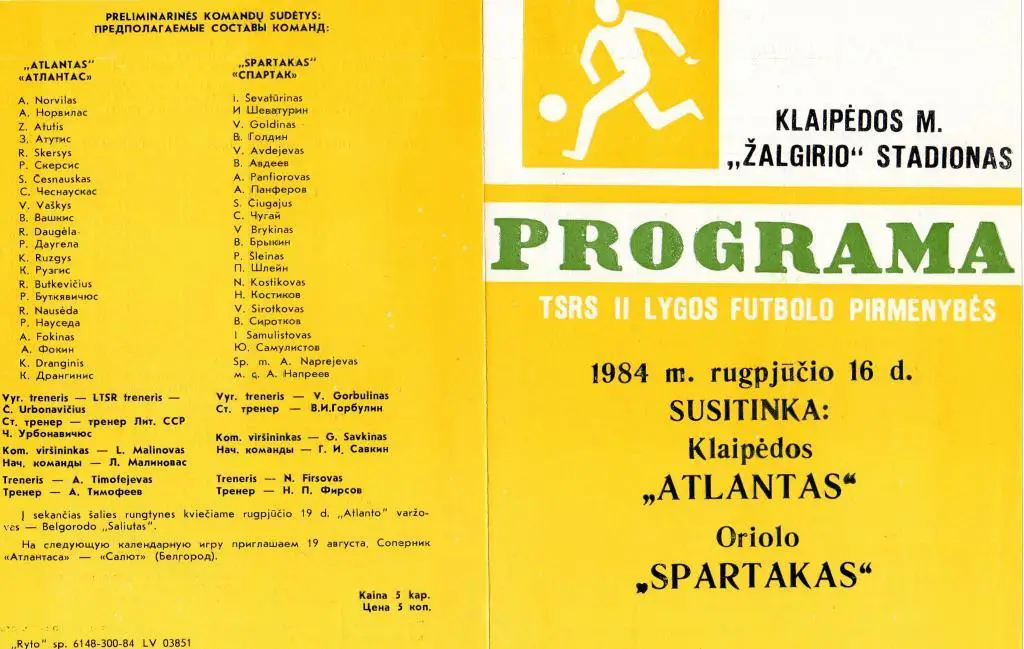 PRELIMINARINĖS KOMANDŲ SUDĖTYS:
ПРЕДПОЛАГАЕМЫЕ СОСТАВЫ КОМАНД:
„ATLANTAS"
«АТЛАНТАС»
A. Norvilas
А. Норвилас
Z. Atutis
З. Атутис
R. Skersys
Р. Скерсис
S. Česnauskas
С. Чеснаускас
V. Vaškys
В. Вашкис
R. Daugėla
Р. Даугела
K. Ruzgys
К. Рузгис
R. Butkevičius
Р. Буткявичюс
R. Nausėda
Р. Науседа
A. Fokinas
А. Фокин
K. Dranginis
К. Дрангинис
Vyr. treneris — LTSR treneris —
Č. Urbonavičius
Ст. тренер — тренер Лит. ССР
Ч. Урбонавичюс
Kom. viršininkas — L. Malinovas
Нач. команды — Л. Малиновас
Treneris — A. Timofejevas
Тренер — А. Тимофеев
„SPARTAKAS"
«СПАРТАК»
I. Ševatūrinas
И Шеватурин
V. Goldinas
В. Голдин
V. Avdejevas
В. Авдеев
A. Panfiorovas
А. Панферов
S. Čiugajus
С. Чугай
V Brykinas
В. Брыкин
P. Šleinas
П. Шлейн
N. Kostikovas
Н. Костиков
V. Sirotkovas
В. Сиротков
I Samulistovas
Ю. Самулистов
Sp. m. A. Naprejevas
м. с. А. Напреев
Vyr. treneris — V. Gorbulinas
Ст. тренер — В.И.Горбулин
Kom. viršininkas — G. Savkinas
Нач. команды — Г. И. Савкин
Treneris — N. Firsovas
Тренер — Н. П. Фирсов
Į sekančias šalies rungtynes kviečiame rugpjūčio 19 d. „Atlanto" varžo-
vas — Belgorodo „Saliutas".
На следующую календарную игру приглашаем 19 августа. Соперник
«Атлантаса» — «Салют» (Белгород).
Kaina 5 kap.
Цена 5 коп.
„Ryto" sp. 6148-300-84 LV 03851
KLAIPĖDOS M.
„ŽALGIRIO" STADIONAS
PROGRAMA
TSRS II LYGOS FUTBOLO PIRMENYBĖS
1984 m. rugpjūčio 16 d.
SUSITINKA:
Klaipėdos
„ATLANTAS"
Oriolo
„SPARTAKAS"